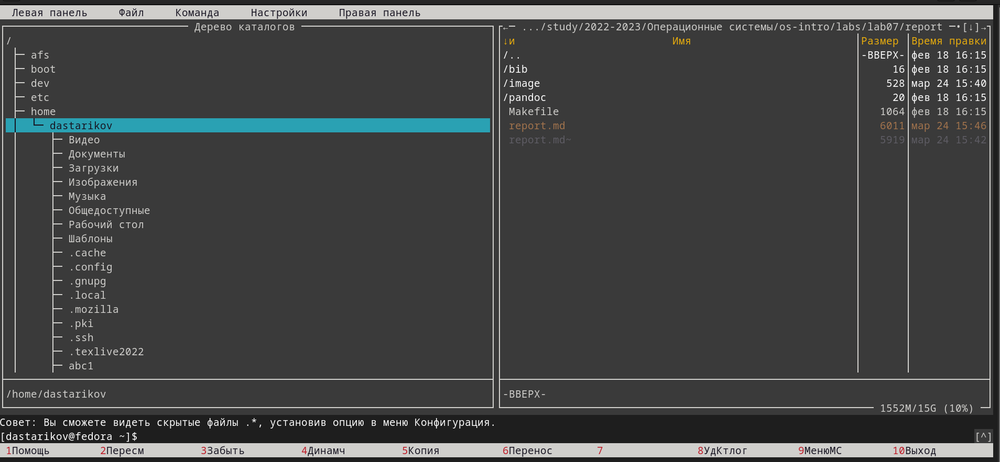 Левая панель Файл Команда Настройки Правая панель
Дерево каталогов
/
afs
boot
dev
etc
home
dastarikov
Видео
Документы
Загрузки
Изображения
Музыка
Общедоступные
Рабочий стол
Шаблоны
.cache
.config
.gnupg
.local
.mozilla
.pki
.ssh
.texlive2022
abc1
/home/dastarikov
.../study/2022-2023/Операционные системы/os-intro/labs/lab07/report •[↓]
↓и Имя Размер Время правки
/.. -ВВЕРХ- фев 18 16:15
/bib 16 фев 18 16:15
/image 528 мар 24 15:40
/pandoc 20 фев 18 16:15
Makefile 1064 фев 18 16:15
report.md 6011 мар 24 15:46
report.md~ 5919 мар 24 15:42
-ВВЕРХ-
1552M/15G (10%)
Совет: Вы сможете видеть скрытые файлы .*, установив опцию в меню Конфигурация.
[dastarikov@fedora ~]$ [^]
1Помощь 2Пересм 3Забыть 4Динамч 5Копия 6Перенос 7 8УдКтлог 9МенюMC 10Выход